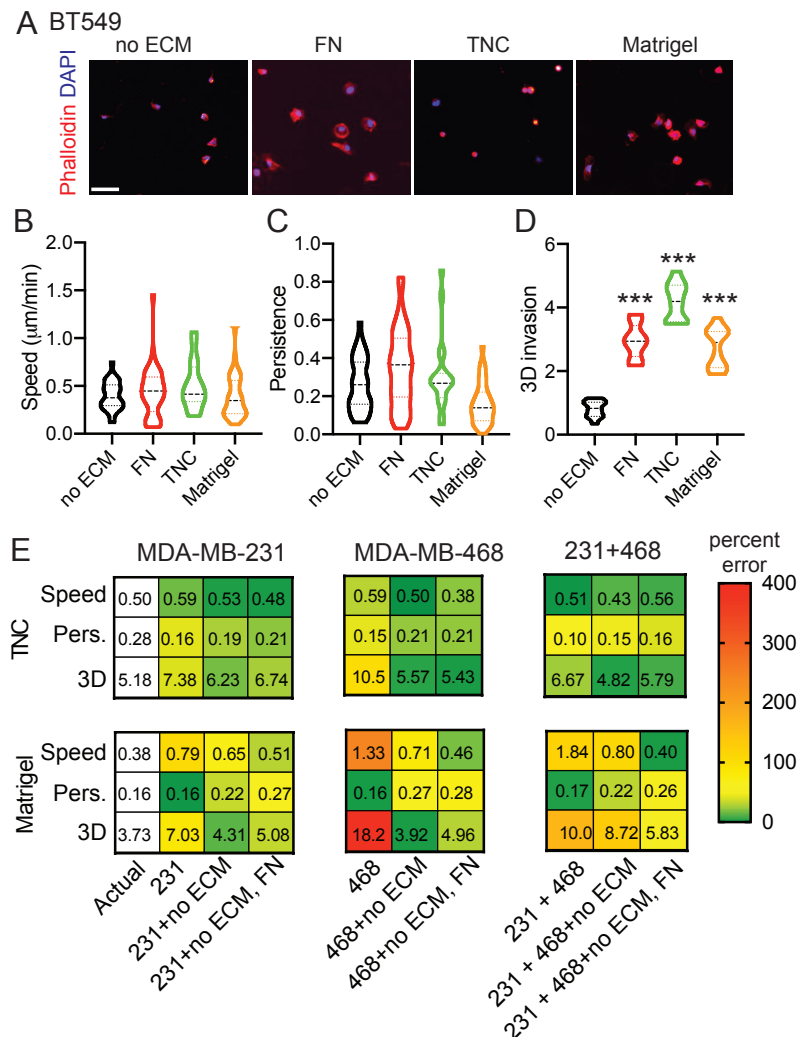 A BT549
no ECM FN TNC Matrigel
Phalloidin DAPI
B C D
Speed (μm/min)
2.0
1.5
1.0
0.5
0.0
no ECM FN TNC Matrigel
Persistence
1.0
0.8
0.6
0.4
0.2
0.0
no ECM FN TNC Matrigel
3D invasion
6
4
2
0
*** *** ***
no ECM FN TNC Matrigel
E
MDA-MB-231 MDA-MB-468 231+468
percent
error
TNC
Speed 0.50 0.59 0.53 0.48 0.59 0.50 0.38 0.51 0.43 0.56
Pers. 0.28 0.16 0.19 0.21 0.15 0.21 0.21 0.10 0.15 0.16
3D 5.18 7.38 6.23 6.74 10.5 5.57 5.43 6.67 4.82 5.79
Matrigel
Speed 0.38 0.79 0.65 0.51 1.33 0.71 0.46 1.84 0.80 0.40
Pers. 0.16 0.16 0.22 0.27 0.16 0.27 0.28 0.17 0.22 0.26
3D 3.73 7.03 4.31 5.08 18.2 3.92 4.96 10.0 8.72 5.83
Actual
231
231+no ECM
231+no ECM, FN
468
468+no ECM
468+no ECM, FN
231 + 468
231 + 468+no ECM
231 + 468+no ECM, FN
400
300
200
100
0